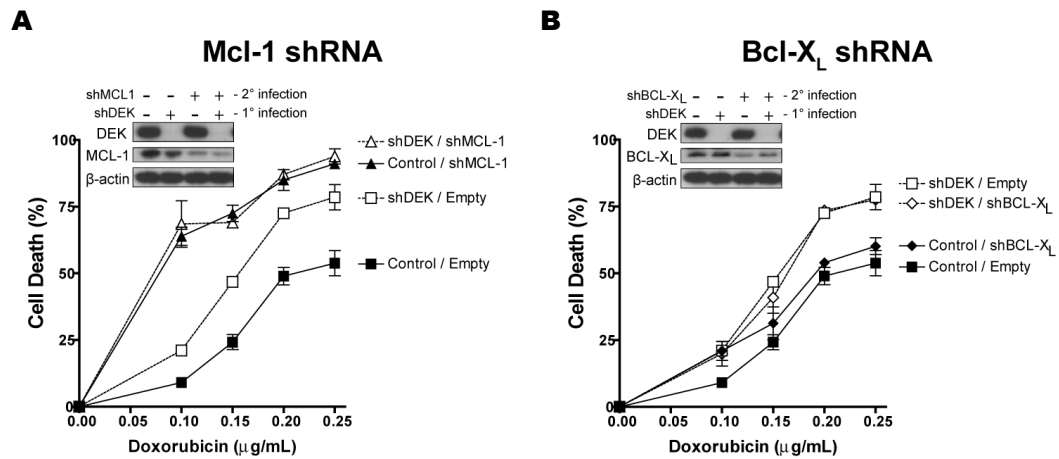 A
Mcl-1 shRNA
shMCL1 - - + + - 2° infection
shDEK - + - + - 1° infection
DEK
MCL-1
β-actin
100
75
50
25
0
Cell Death (%)
0.00 0.10 0.15 0.20 0.25
Doxorubicin (μg/mL)
shDEK / shMCL-1
Control / shMCL-1
shDEK / Empty
Control / Empty
B
Bcl-XL shRNA
shBCL-XL - - + + - 2° infection
shDEK - + - + - 1° infection
DEK
BCL-XL
β-actin
100
75
50
25
0
Cell Death (%)
0.00 0.10 0.15 0.20 0.25
Doxorubicin (μg/mL)
shDEK / Empty
shDEK / shBCL-XL
Control / shBCL-XL
Control / Empty